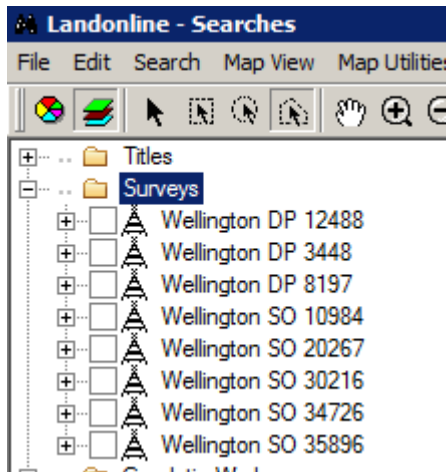 Landonline - Searches
File Edit Search Map View Map Utilities
Titles
Surveys
Wellington DP 12488
Wellington DP 3448
Wellington DP 8197
Wellington SO 10984
Wellington SO 20267
Wellington SO 30216
Wellington SO 34726
Wellington SO 35896